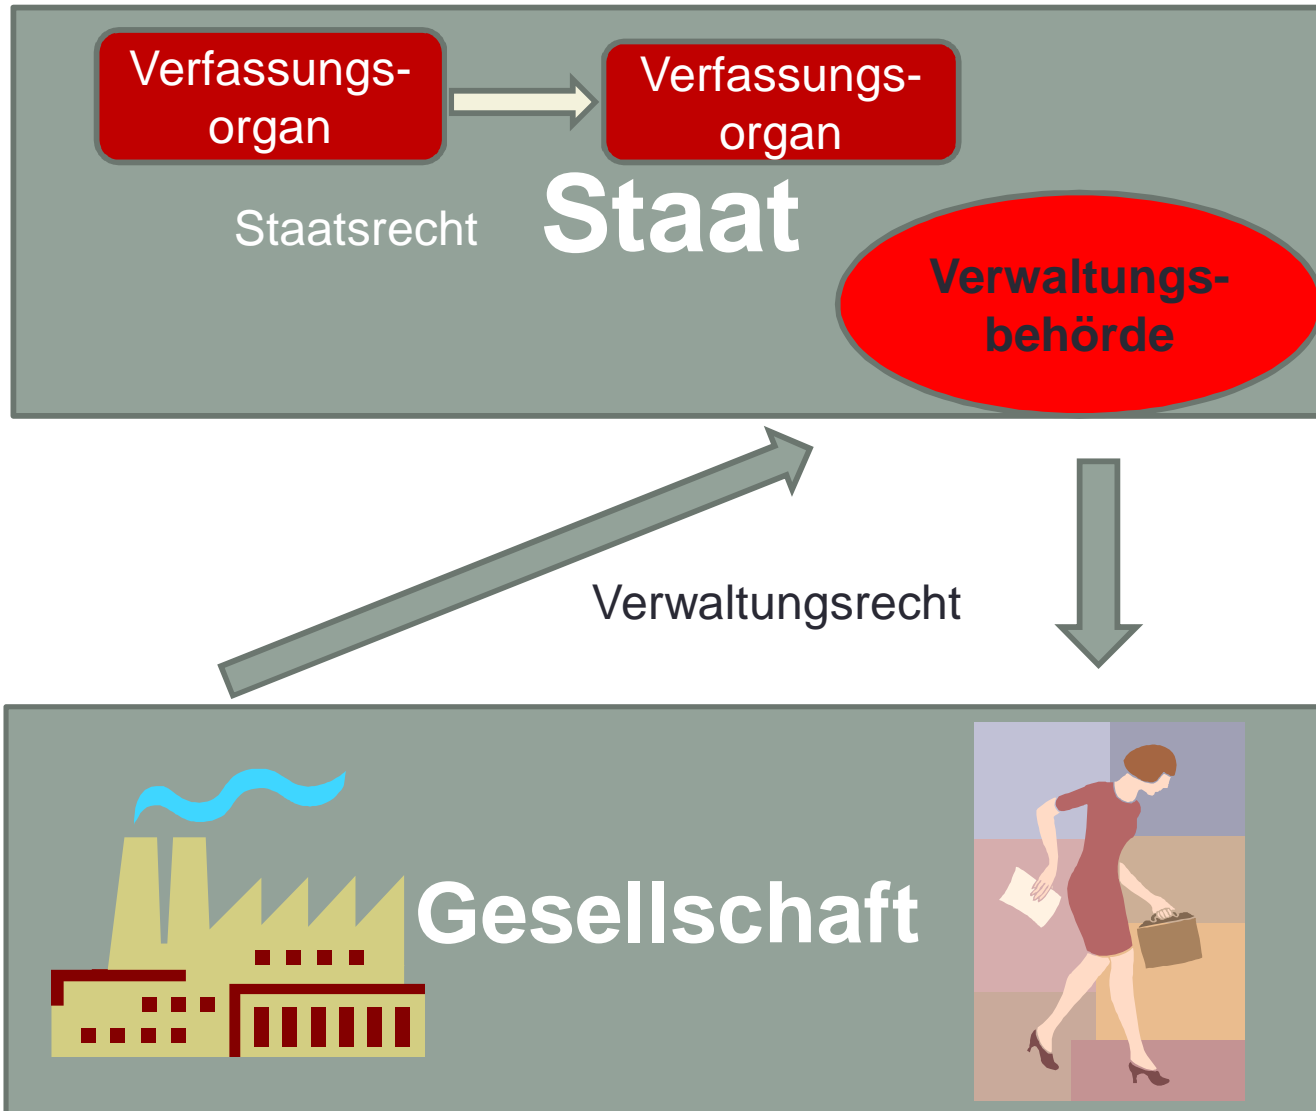 Verfassungs-
organ
Verfassungs-
organ
Staatsrecht
Staat
Verwaltungs-
behörde
Verwaltungsrecht
Gesellschaft